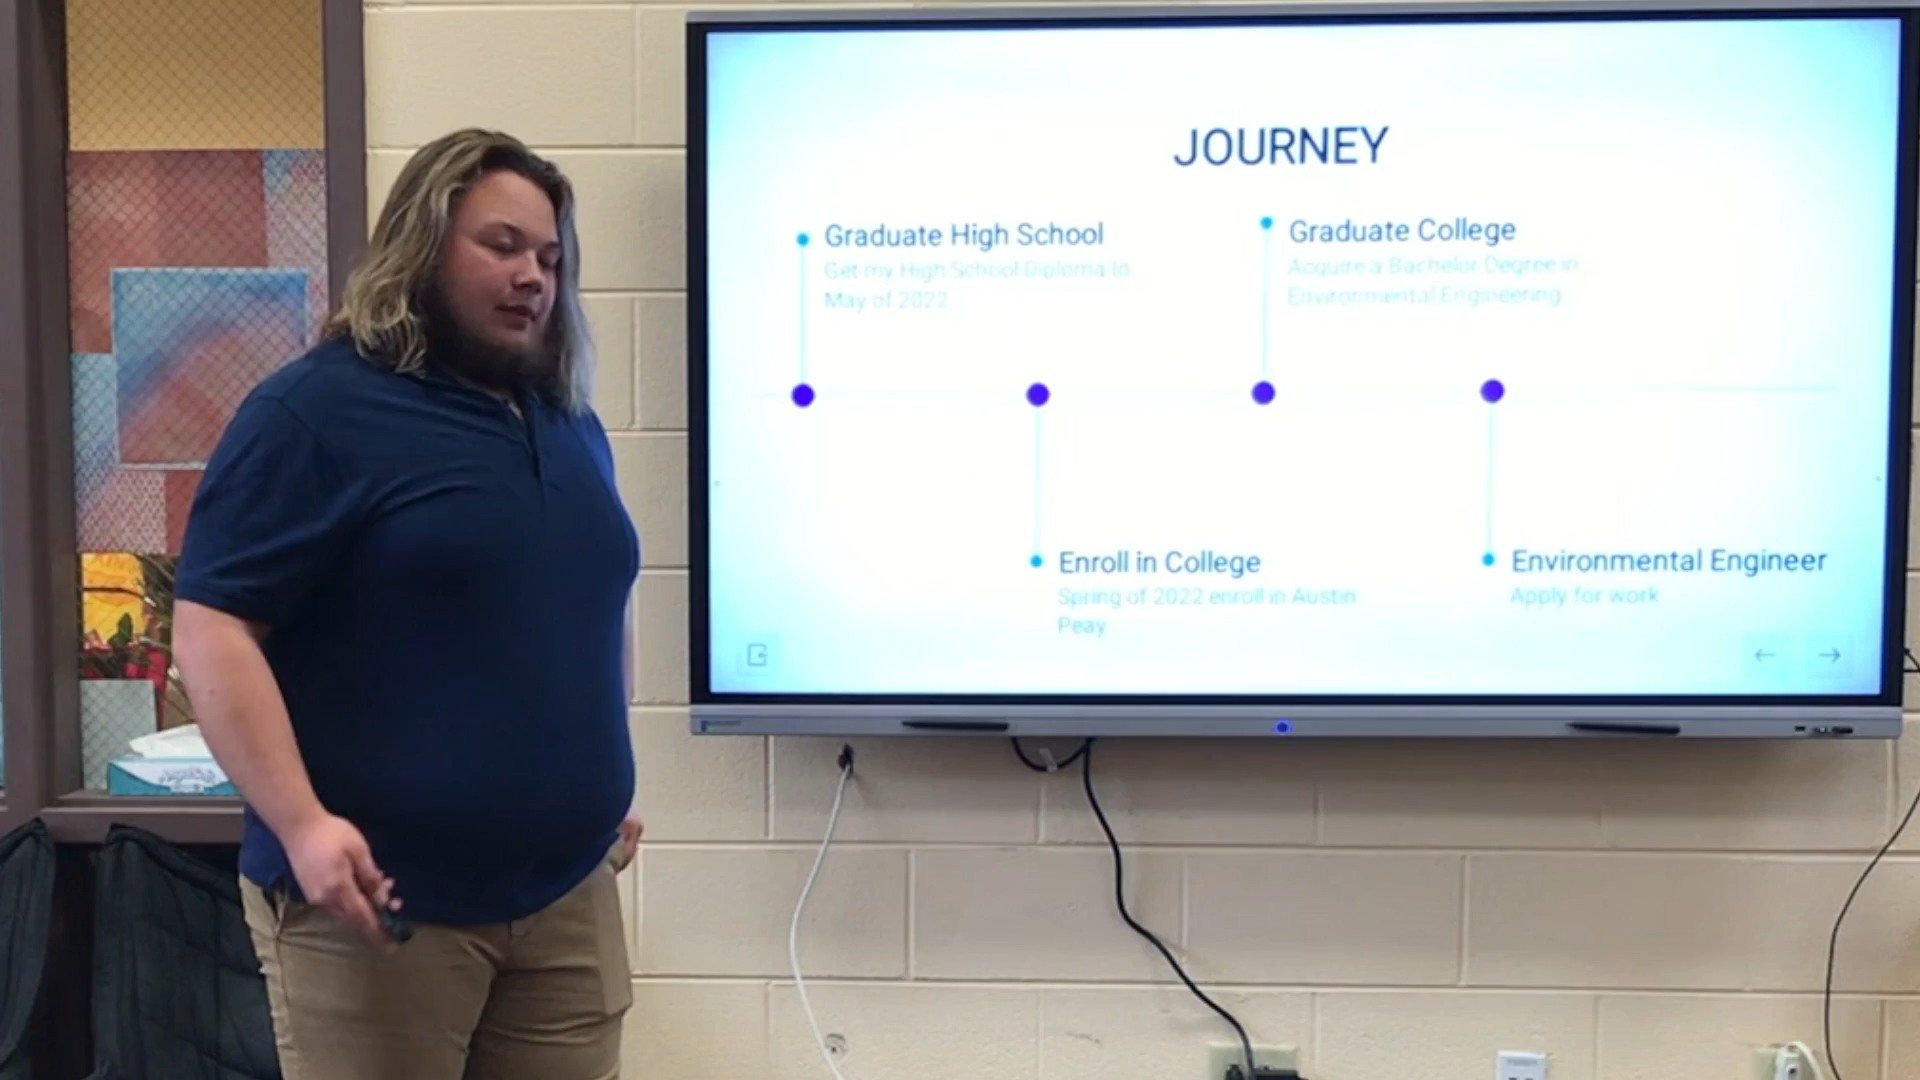 JOURNEY
Graduate High School
Get my High School Diploma In
May of 2022
Graduate College
Acquire a Bachelor Degree in
Environmental Engineering
Enroll in College
Spring of 2022 enroll in Austin
Peay
Environmental Engineer
Apply for work